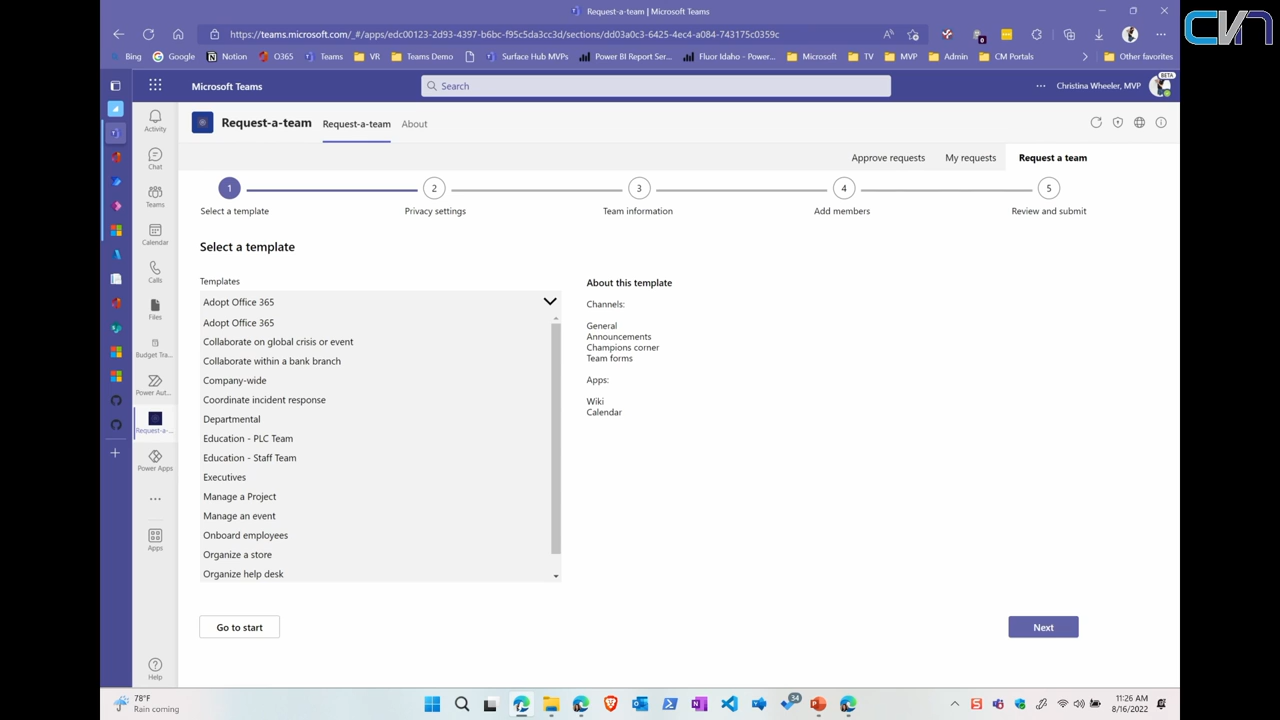 Request-a-team | Microsoft Teams
https://teams.microsoft.com/_#/apps/edc00123-2d93-4397-b6bc-f95c5da3cc3d/sections/dd03a0c3-6425-4ec4-a084-743175c0359c
Bing
Google
Notion
O365
Teams
VR
Teams Demo
Surface Hub MVPs
Power BI Report Ser...
Fluor Idaho - Power...
Microsoft
TV
MVP
Admin
CM Portals
Other favorites
CVN
Microsoft Teams
Search
Christina Wheeler, MVP
BETA
Activity
Chat
Teams
Calendar
Calls
Files
Budget Tra...
Power Aut...
Request-a-...
Power Apps
Apps
Help
Request-a-team
Request-a-team
About
Approve requests
My requests
Request a team
1
2
3
4
5
Select a template
Privacy settings
Team information
Add members
Review and submit
Select a template
Templates
Adopt Office 365
Adopt Office 365
Collaborate on global crisis or event
Collaborate within a bank branch
Company-wide
Coordinate incident response
Departmental
Education - PLC Team
Education - Staff Team
Executives
Manage a Project
Manage an event
Onboard employees
Organize a store
Organize help desk
About this template
Channels:
General
Announcements
Champions corner
Team forms
Apps:
Wiki
Calendar
Go to start
Next
78°F
Rain coming
34
11:26 AM
8/16/2022